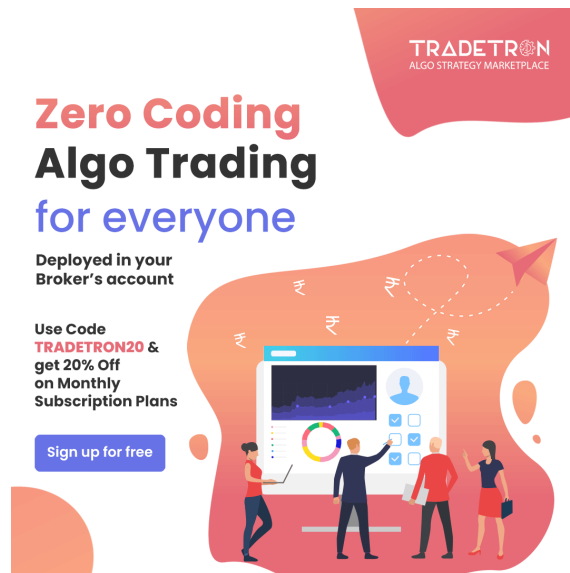 TRADETRON
ALGO STRATEGY MARKETPLACE
Zero Coding
Algo Trading
for everyone
Deployed in your
Broker's account
Use Code
TRADETRON20 &
get 20% Off
on Monthly
Subscription Plans
Sign up for free
₹
₹
₹
₹
₹